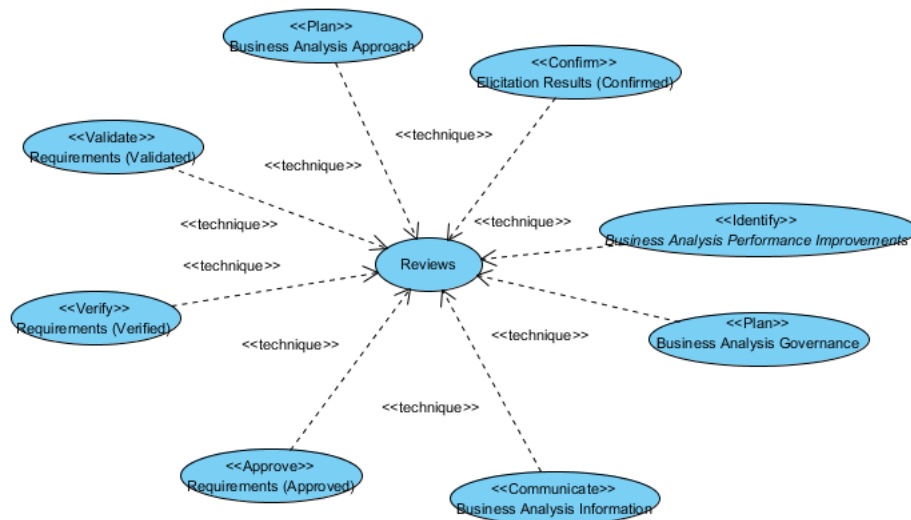 <<Plan>>
Business Analysis Approach
<<Confirm>>
Elicitation Results (Confirmed)
<<technique>>
<<Validate>>
Requirements (Validated)
<<technique>>
<<technique>>
<<technique>>
<<Identify>>
Business Analysis Performance Improvements
Reviews
<<technique>>
<<Verify>>
Requirements (Verified)
<<Plan>>
Business Analysis Governance
<<technique>>
<<technique>>
<<technique>>
<<Approve>>
Requirements (Approved)
<<Communicate>>
Business Analysis Information